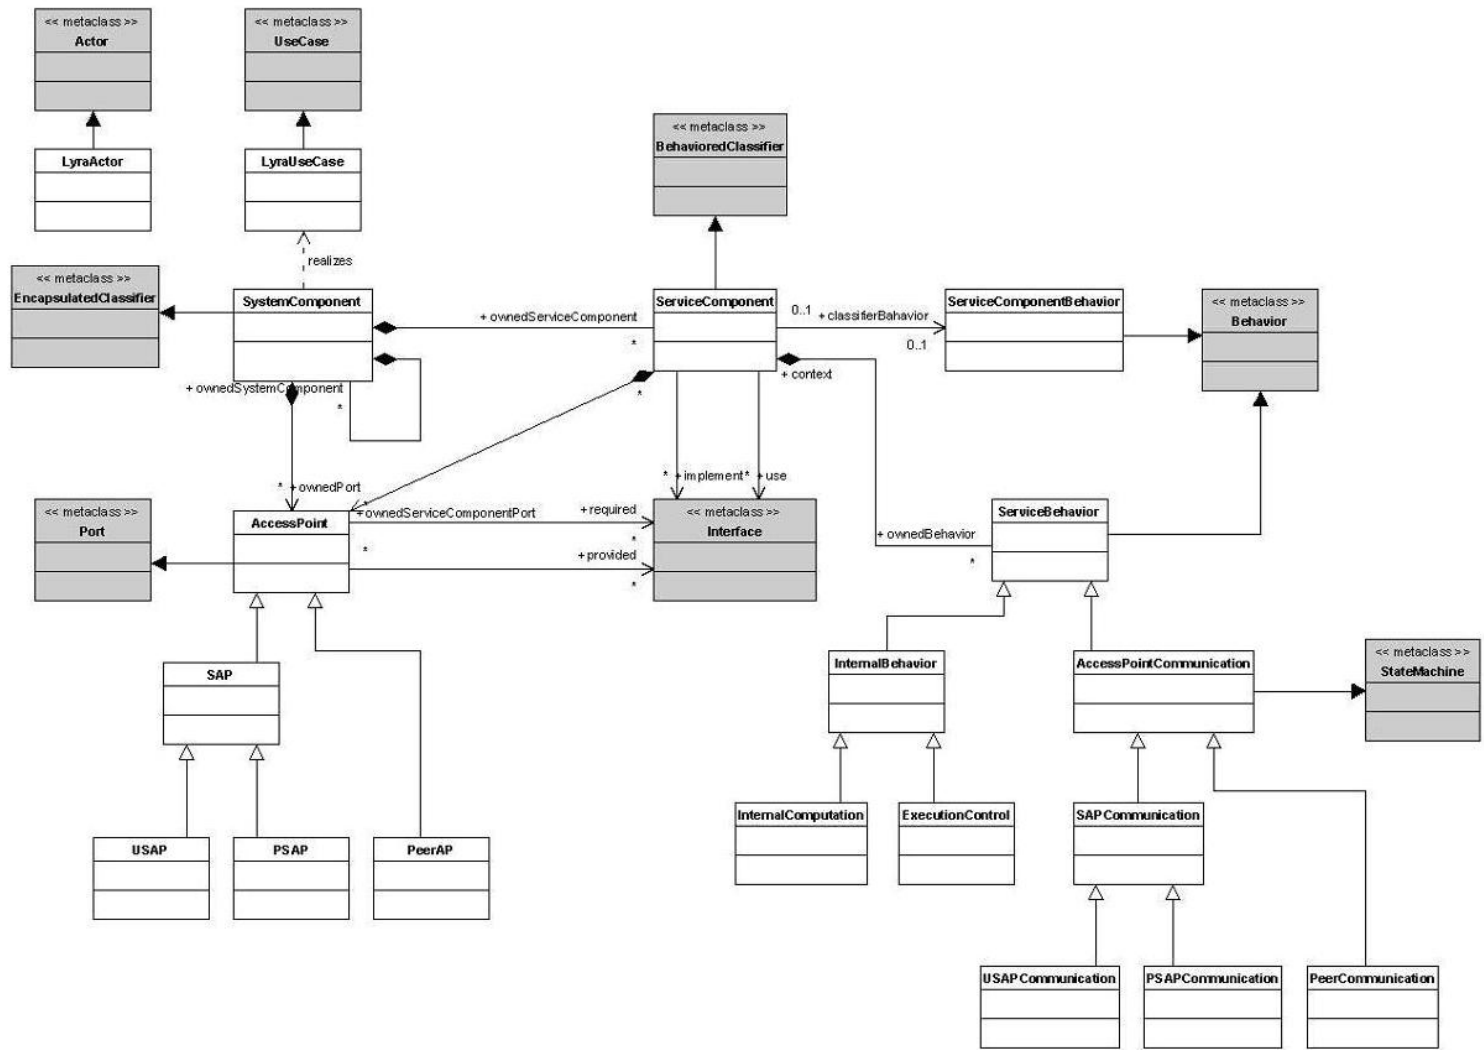 << metaclass >>
Actor
<< metaclass >>
UseCase
<< metaclass >>
BehavioredClassifier
LyraActor
LyraUseCase
realizes
<< metaclass >>
EncapsulatedClassifier
SystemComponent
+ ownedServiceComponent
*
ServiceComponent
0..1
+ classifierBahavior
0..1
ServiceComponentBehavior
<< metaclass >>
Behavior
+ ownedSystemComponent
*
*
+ context
* + ownedPort
*
* + implement
* + use
<< metaclass >>
Port
AccessPoint
+ownedServiceComponentPort
*
+ required
*
+ provided
*
<< metaclass >>
Interface
+ ownedBehavior
*
ServiceBehavior
SAP
InternalBehavior
AccessPointCommunication
<< metaclass >>
StateMachine
USAP
PSAP
PeerAP
InternalComputation
ExecutionControl
SAPCommunication
USAPCommunication
PSAPCommunication
PeerCommunication